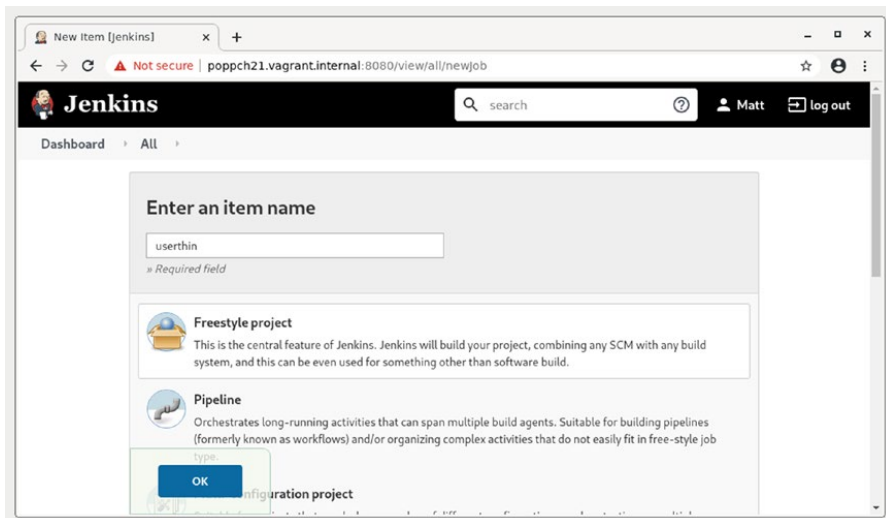 New Item [Jenkins]
Not secure | poppch21.vagrant.internal:8080/view/all/newJob
Jenkins
search
Matt
log out
Dashboard
All
Enter an item name
userthin
» Required field
Freestyle project
This is the central feature of Jenkins. Jenkins will build your project, combining any SCM with any build
system, and this can be even used for something other than software build.
Pipeline
Orchestrates long-running activities that can span multiple build agents. Suitable for building pipelines
(formerly known as workflows) and/or organizing complex activities that do not easily fit in free-style job
type.
OK
configuration project